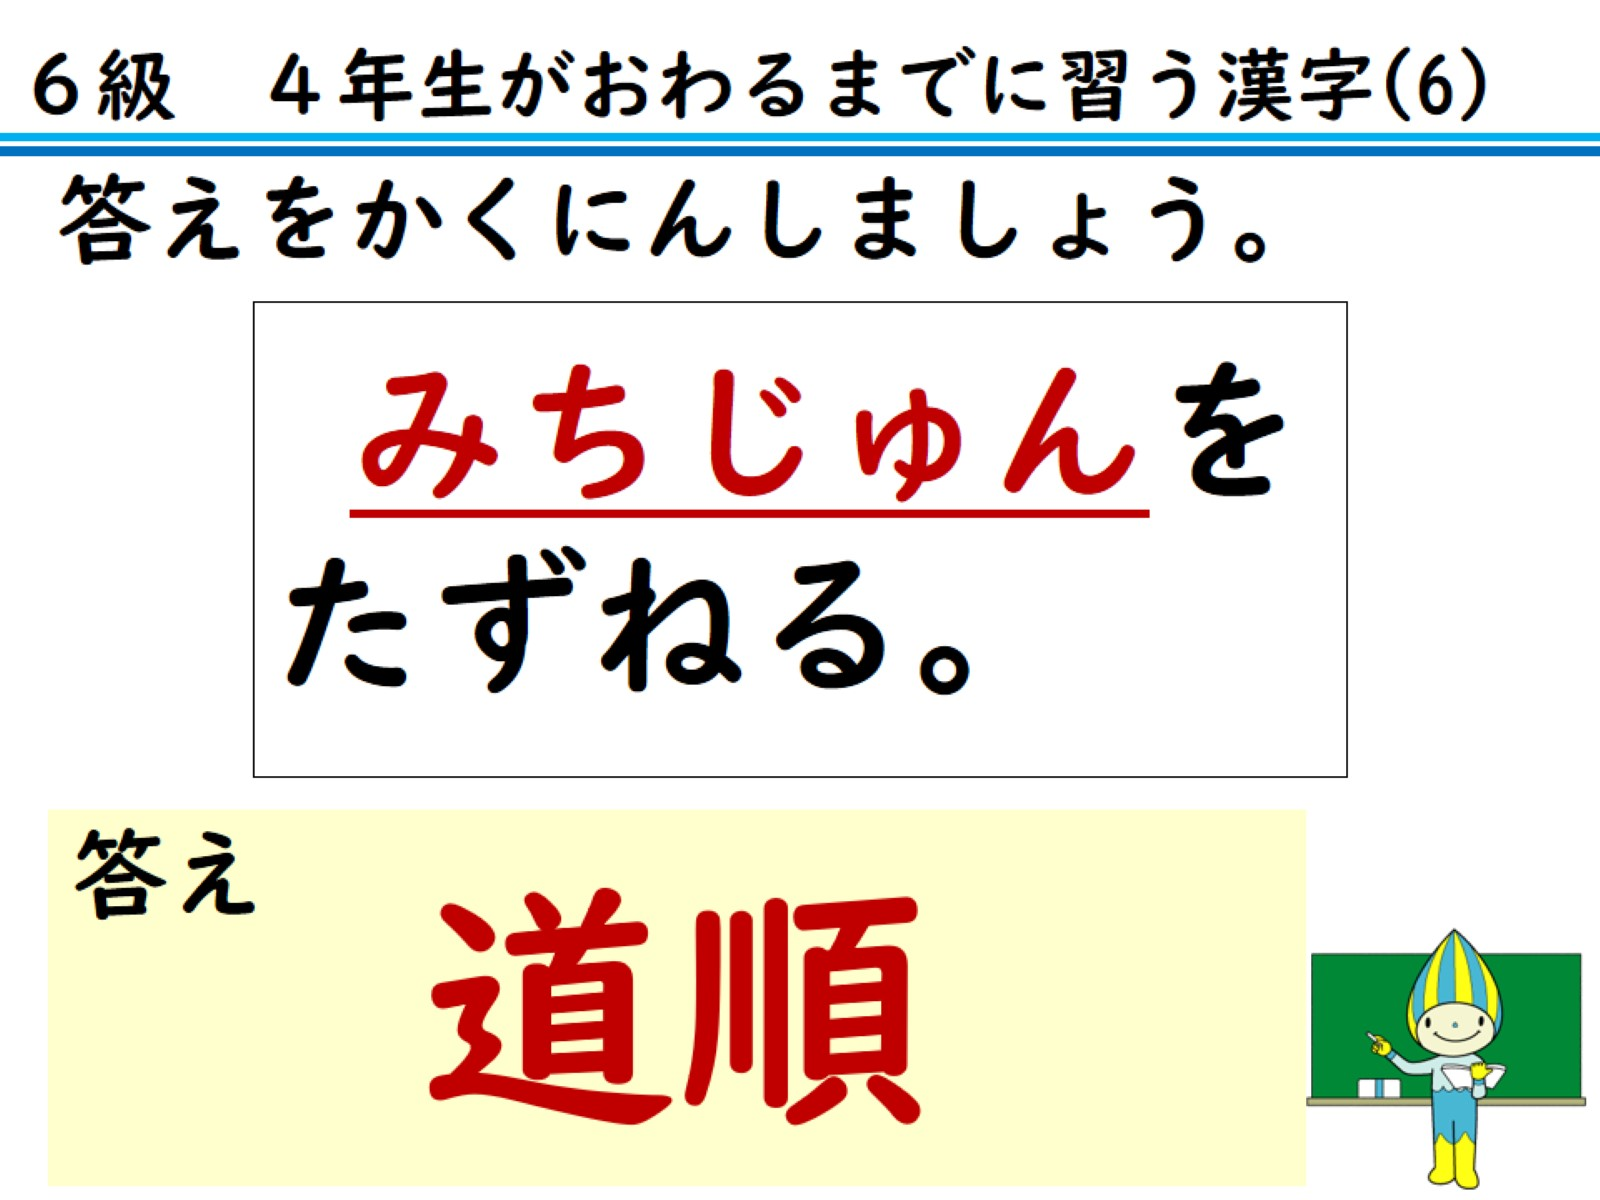 ６級　４年生がおわるまでに習う漢字(6)
答えをかくにんしましょう。
みちじゅんを
たずねる。
答え
道順